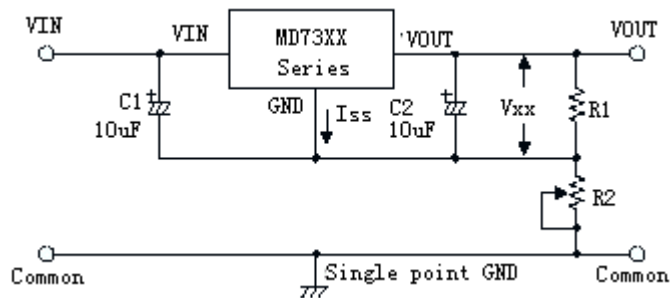 VIN
VIN
MD73XX
Series
VOUT
VOUT
C1
10uF
GND
Iss
C2
10uF
Vxx
R1
R2
Common
Single point GND
Common